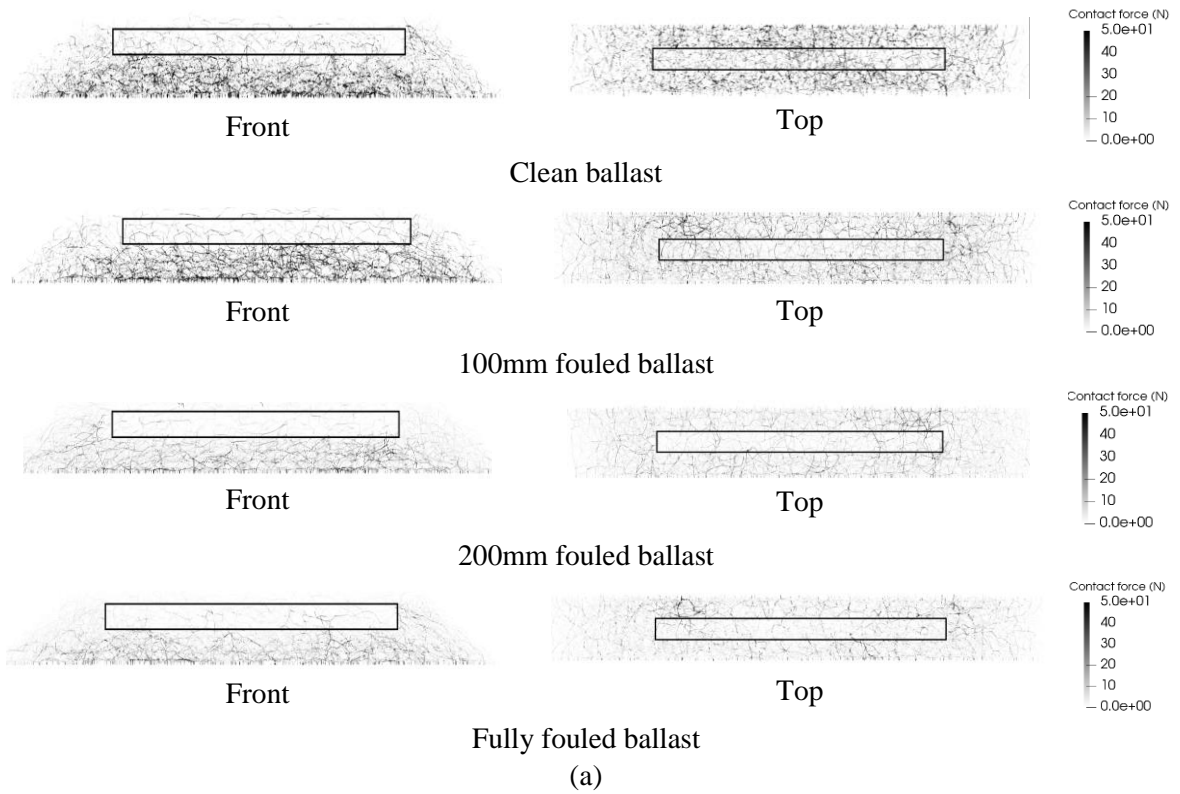 Contact force (N)
5.0e+01
40
30
20
10
0.0e+00
Front
Top
Clean ballast
Contact force (N)
5.0e+01
40
30
20
10
0.0e+00
Front
Top
100mm fouled ballast
Contact force (N)
5.0e+01
40
30
20
10
0.0e+00
Front
Top
200mm fouled ballast
Contact force (N)
5.0e+01
40
30
20
10
0.0e+00
Front
Top
Fully fouled ballast
(a)